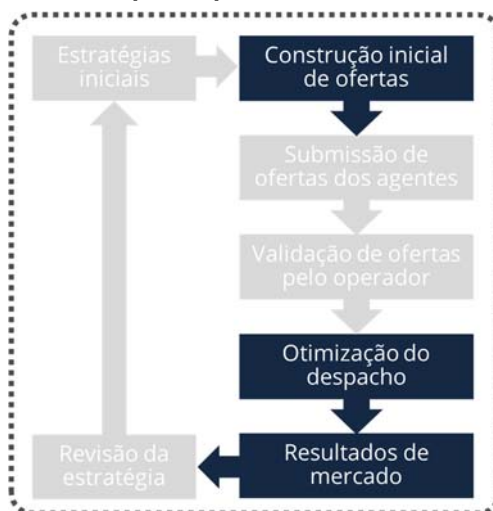 Estratégias
iniciais
Construção inicial
de ofertas
Submissão de
ofertas dos agentes
Validação de ofertas
pelo operador
Otimização do
despacho
Resultados de
mercado
Revisão da
estratégia